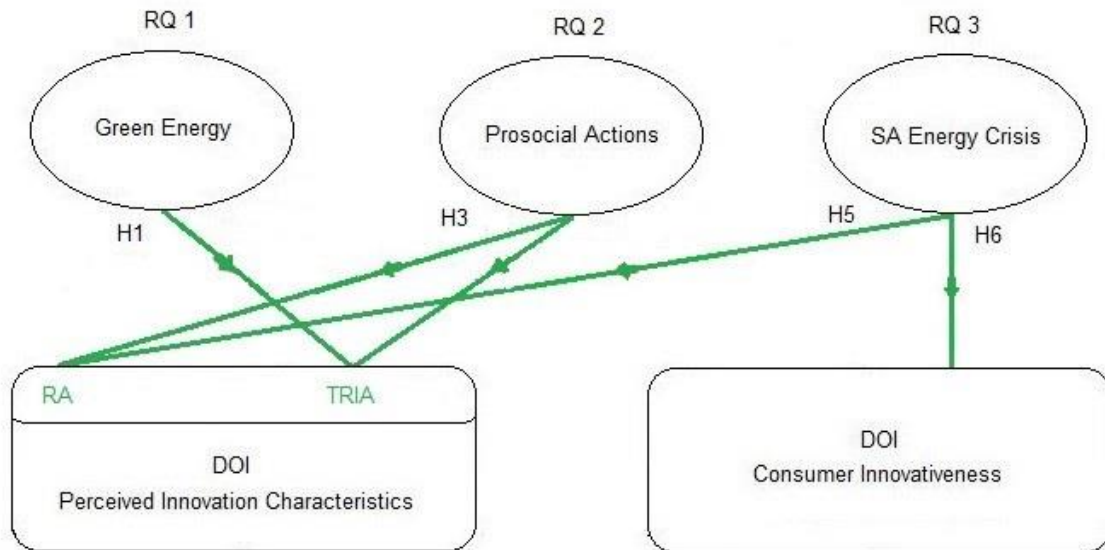 RQ 1
RQ 2
RQ 3
Green Energy
Prosocial Actions
SA Energy Crisis
H1
H3
H5
H6
RA
TRIA
DOI
Perceived Innovation Characteristics
DOI
Consumer Innovativeness